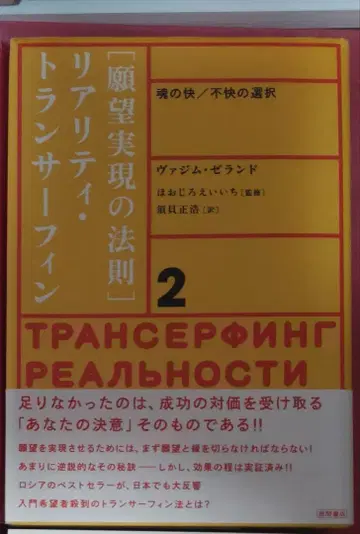 [願望実現の法則]
リアリティ・
トランサーフィン
魂の快/不快の選択
ヴァジム・ゼランド
ほおじろえいいち[監修]
須貝正浩[訳]
2
ТРАНСЕРФИНГ
РЕАЛЬНОСТИ
足りなかったのは、成功の対価を受け取る
「あなたの決意」そのものである!!
願望を実現させるためには、まず願望と縁を切らなければならない!
あまりに逆説的なその秘訣——しかし、効果の程は実証済み!!
ロシアのベストセラーが、日本でも大反響
入門希望者殺到のトランサーフィン法とは?
徳間書店